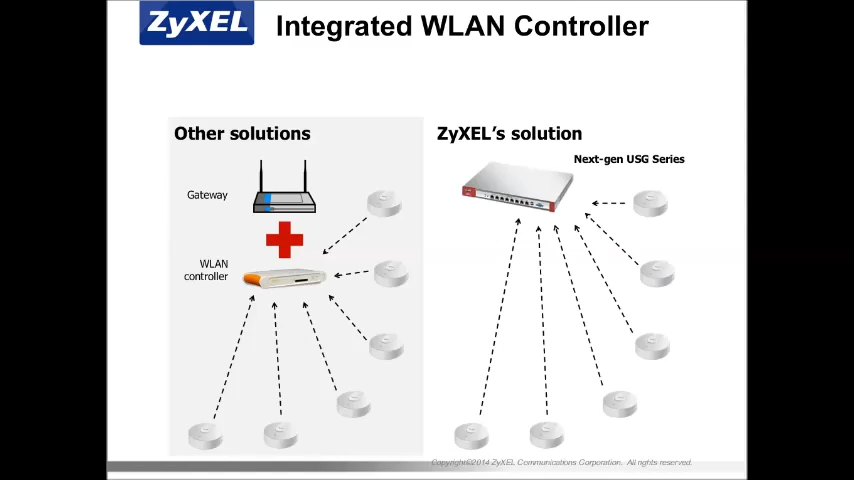 ZyXEL
Integrated WLAN Controller
Other solutions
Gateway
WLAN
controller
ZyXEL's solution
Next-gen USG Series
Copyright©2014 ZyXEL Communications Corporation. All rights reserved.